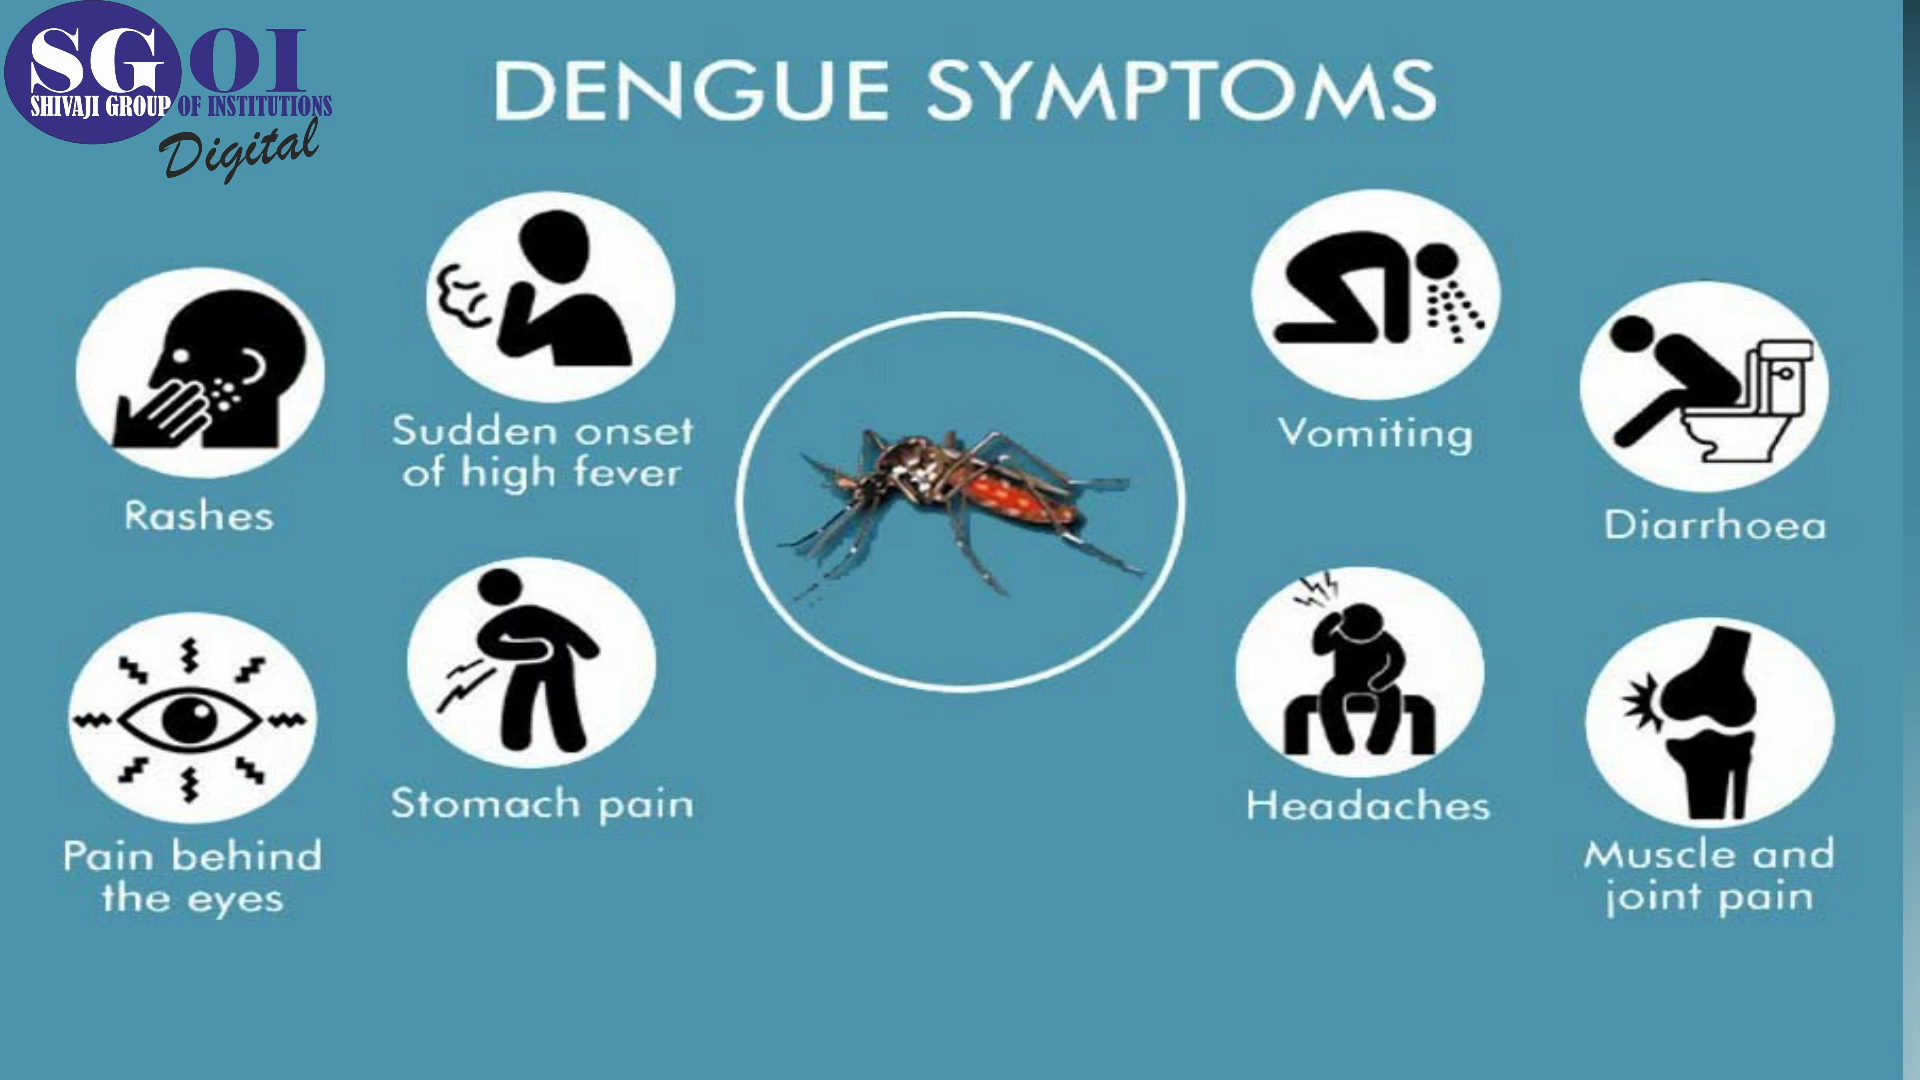 SGOI
SHIVAJI GROUP OF INSTITUTIONS
Digital
DENGUE SYMPTOMS
Rashes
Sudden onset
of high fever
Vomiting
Diarrhoea
Pain behind
the eyes
Stomach pain
Headaches
Muscle and
joint pain